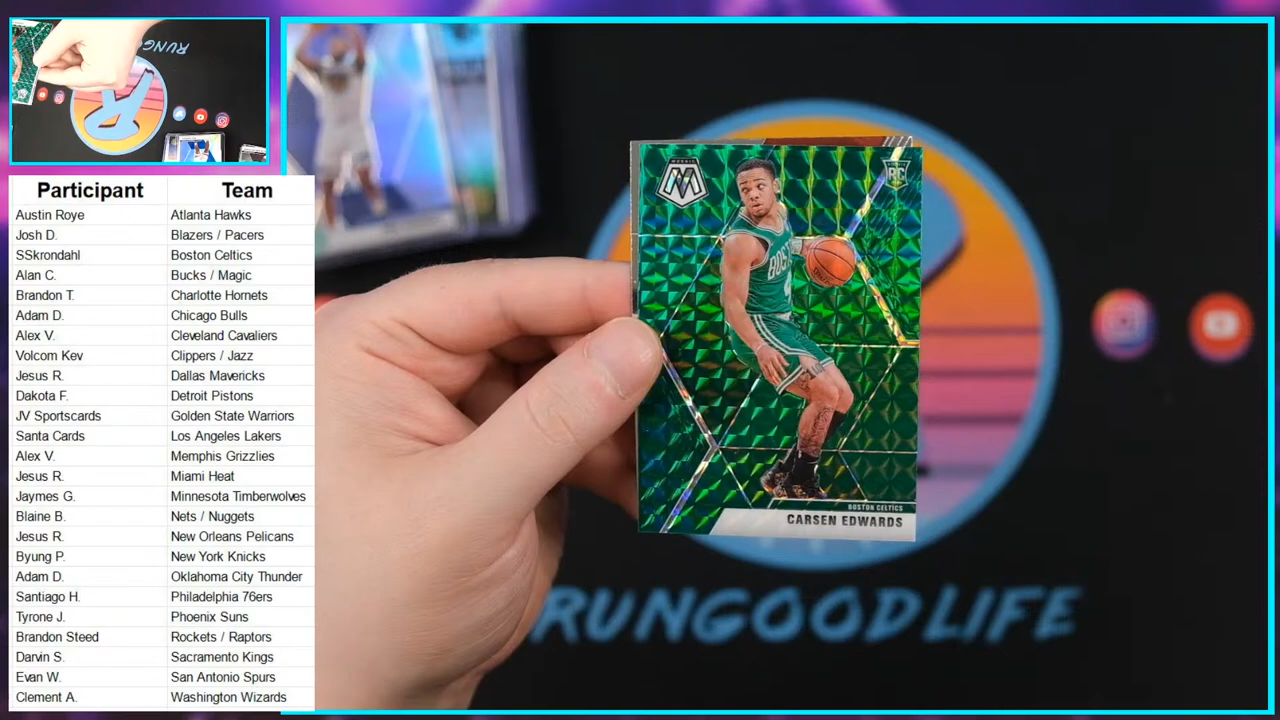 RUNGOODLIFE
Participant Team
Austin Roye Atlanta Hawks
Josh D. Blazers / Pacers
SSkrondahl Boston Celtics
Alan C. Bucks / Magic
Brandon T. Charlotte Hornets
Adam D. Chicago Bulls
Alex V. Cleveland Cavaliers
Volcom Kev Clippers / Jazz
Jesus R. Dallas Mavericks
Dakota F. Detroit Pistons
JV Sportscards Golden State Warriors
Santa Cards Los Angeles Lakers
Alex V. Memphis Grizzlies
Jesus R. Miami Heat
Jaymes G. Minnesota Timberwolves
Blaine B. Nets / Nuggets
Jesus R. New Orleans Pelicans
Byung P. New York Knicks
Adam D. Oklahoma City Thunder
Santiago H. Philadelphia 76ers
Tyrone J. Phoenix Suns
Brandon Steed Rockets / Raptors
Darvin S. Sacramento Kings
Evan W. San Antonio Spurs
Clement A. Washington Wizards
MOSAIC
RC
BOSTON CELTICS
CARSEN EDWARDS